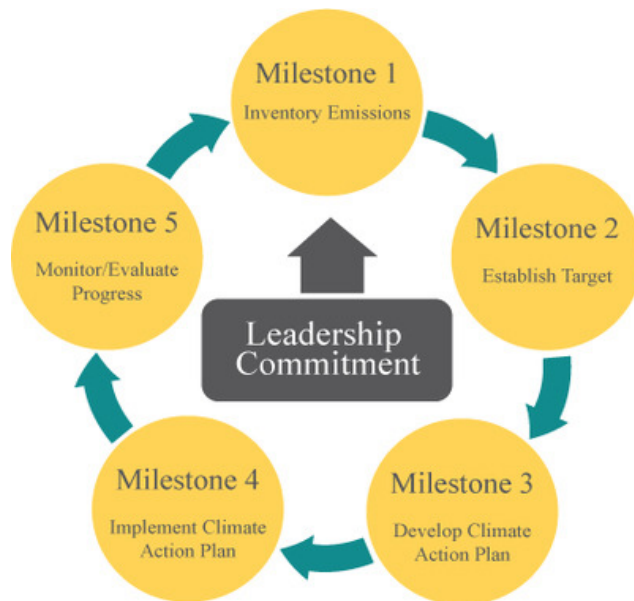 Milestone 1
Inventory Emissions
Milestone 2
Establish Target
Milestone 3
Develop Climate
Action Plan
Milestone 4
Implement Climate
Action Plan
Milestone 5
Monitor/Evaluate
Progress
Leadership
Commitment